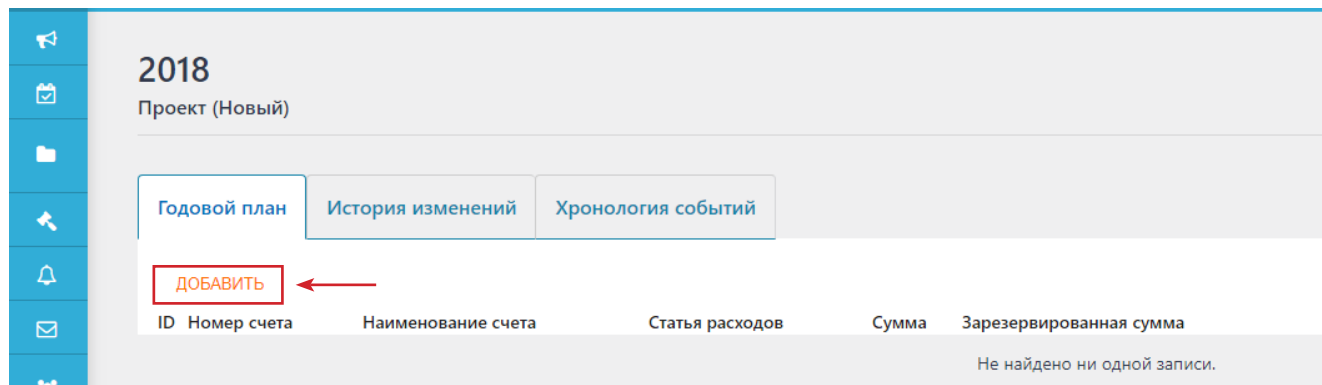 2018
Проект (Новый)
Годовой план История изменений Хронология событий
ДОБАВИТЬ
ID Номер счета Наименование счета Статья расходов Сумма Зарезервированная сумма
Не найдено ни одной записи.